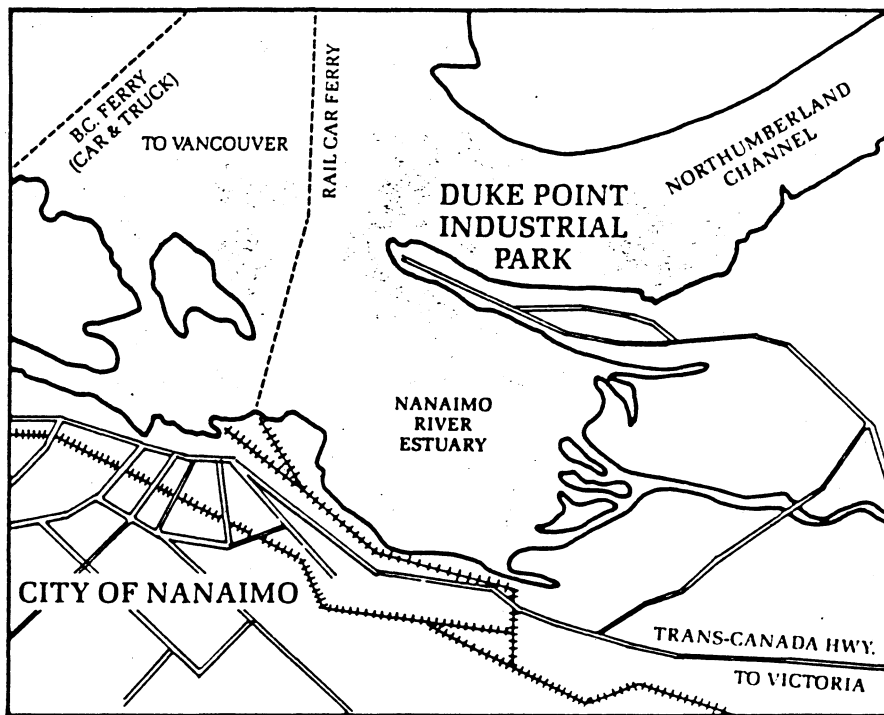 B.C. FERRY
(CAR & TRUCK)
TO VANCOUVER
RAIL CAR FERRY
NORTHUMBERLAND
CHANNEL
DUKE POINT
INDUSTRIAL
PARK
NANAIMO
RIVER
ESTUARY
CITY OF NANAIMO
TRANS-CANADA HWY.
TO VICTORIA